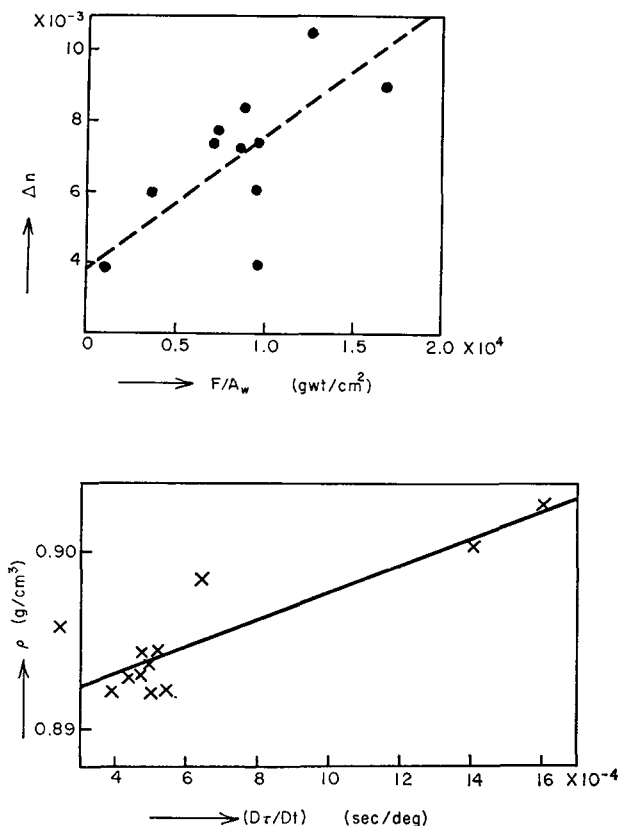 X10⁻³
10
8
6
4
Δn
0 0.5 1.0 1.5 2.0 X10⁴
F/A_w (gwt/cm²)
0.90
0.89
ρ (g/cm³)
4 6 8 10 12 14 16 X10⁻⁴
(Dτ/Dt) (sec/deg)